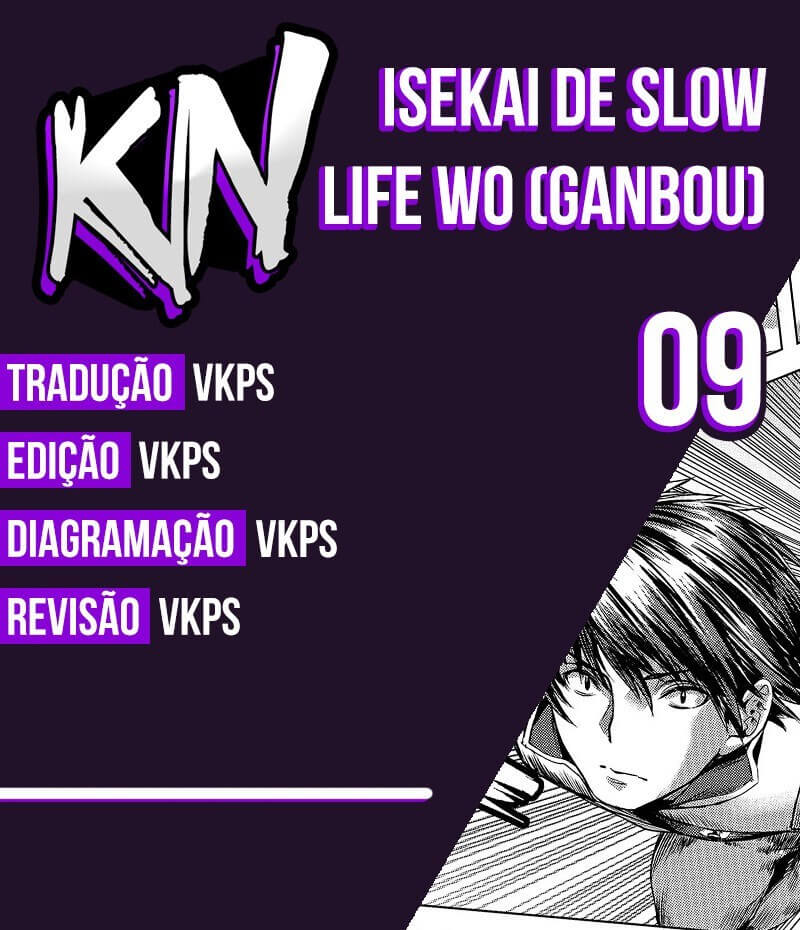 KN
ISEKAI DE SLOW
LIFE WO (GANBOU)
09
TRADUÇÃO VKPS
EDIÇÃO VKPS
DIAGRAMAÇÃO VKPS
REVISÃO VKPS